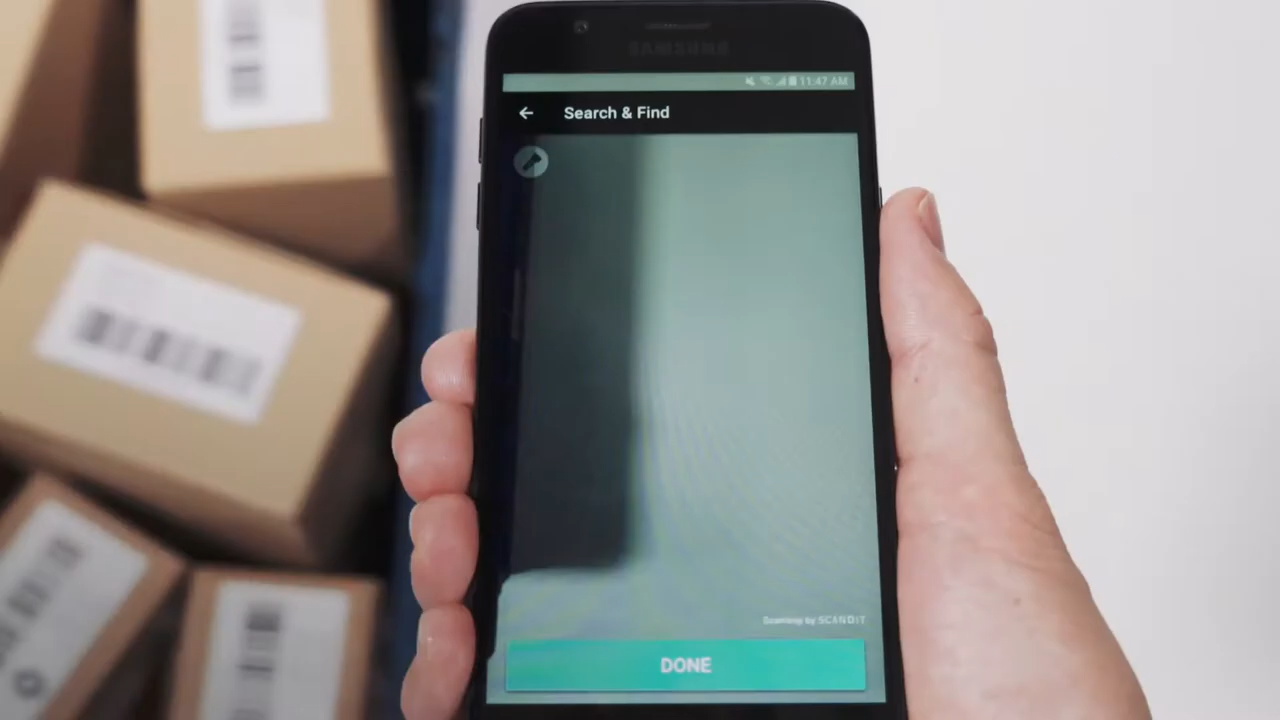 SAMSUNG
11:47 AM
Search & Find
Scanning by SCANDIT
DONE